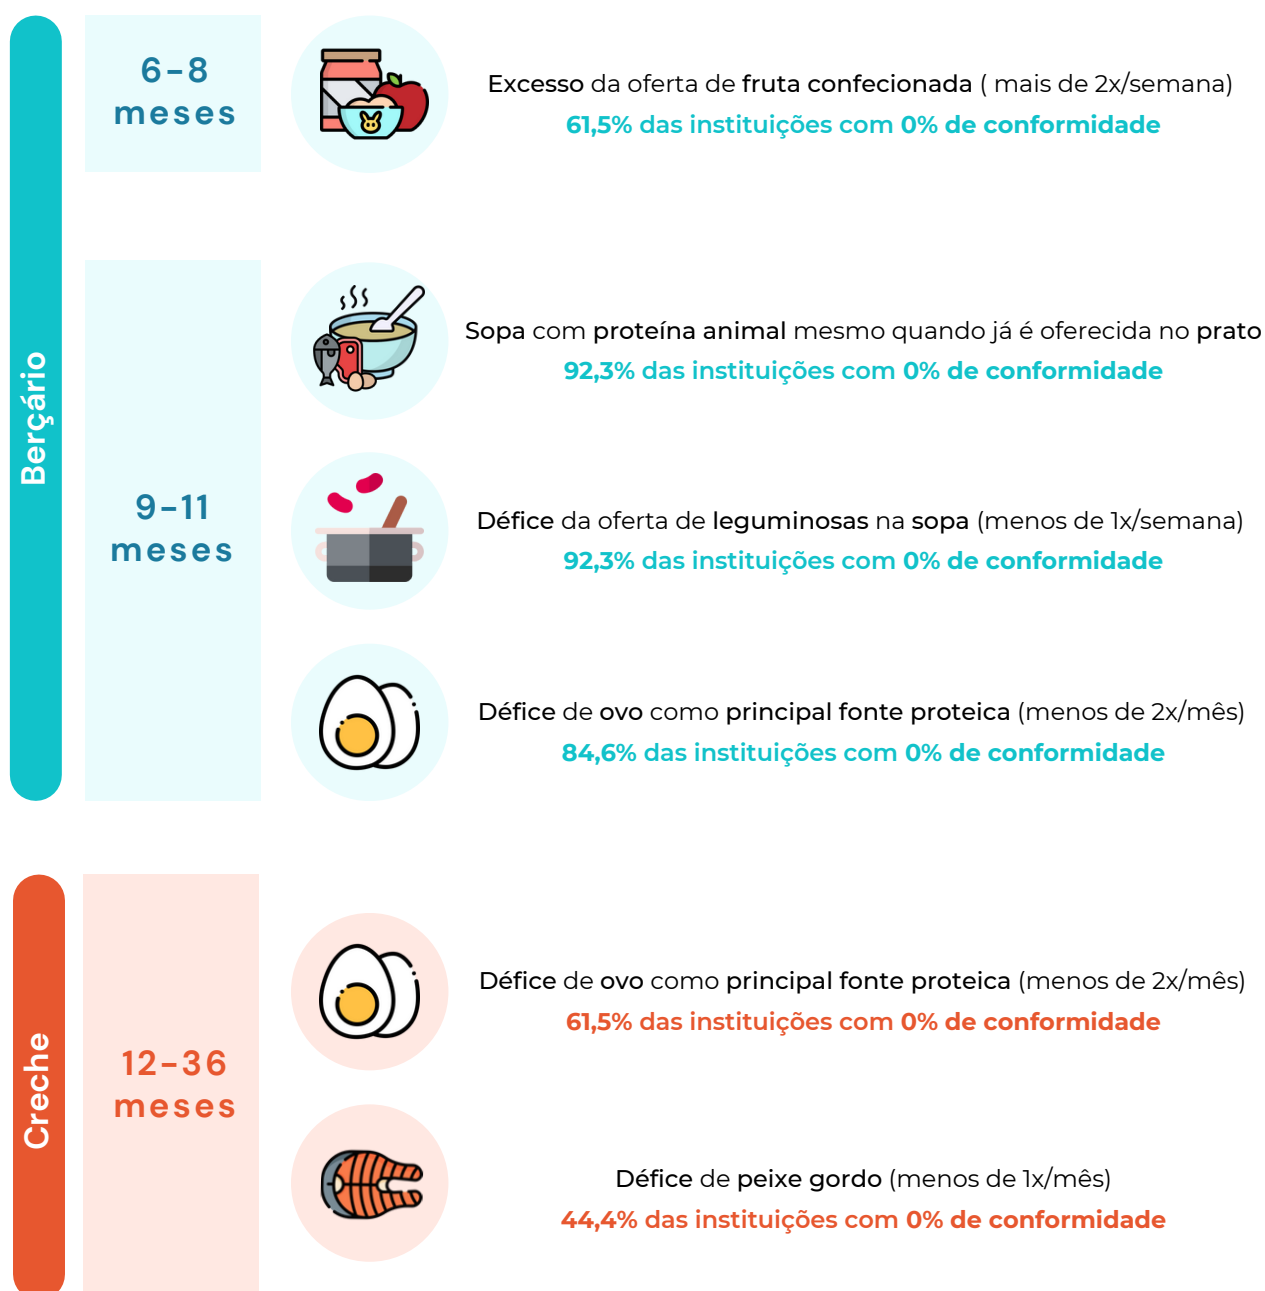 Berçário
6-8
meses
Excesso da oferta de fruta confecionada ( mais de 2x/semana)
61,5% das instituições com 0% de conformidade
9-11
meses
Sopa com proteína animal mesmo quando já é oferecida no prato
92,3% das instituições com 0% de conformidade
Défice da oferta de leguminosas na sopa (menos de 1x/semana)
92,3% das instituições com 0% de conformidade
Défice de ovo como principal fonte proteica (menos de 2x/mês)
84,6% das instituições com 0% de conformidade
Creche
12-36
meses
Défice de ovo como principal fonte proteica (menos de 2x/mês)
61,5% das instituições com 0% de conformidade
Défice de peixe gordo (menos de 1x/mês)
44,4% das instituições com 0% de conformidade